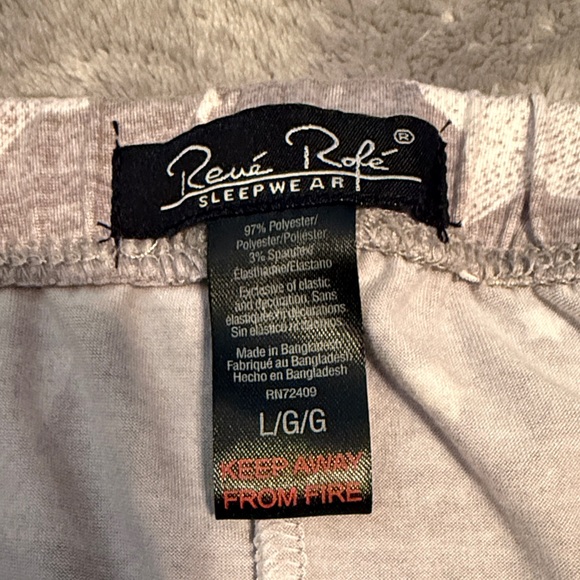 René Rofé ®
SLEEPWEAR
97% Polyester/
Polyester/Poliéster
3% Spandex/
Élasthanne/Elastano
Exclusive of elastic
and decoration. Sans
élastiques ni décorations
Sin elástico ni adornos
Made in Bangladesh
Fabriqué au Bangladesh
Hecho en Bangladesh
RN72409
L/G/G
KEEP AWAY
FROM FIRE